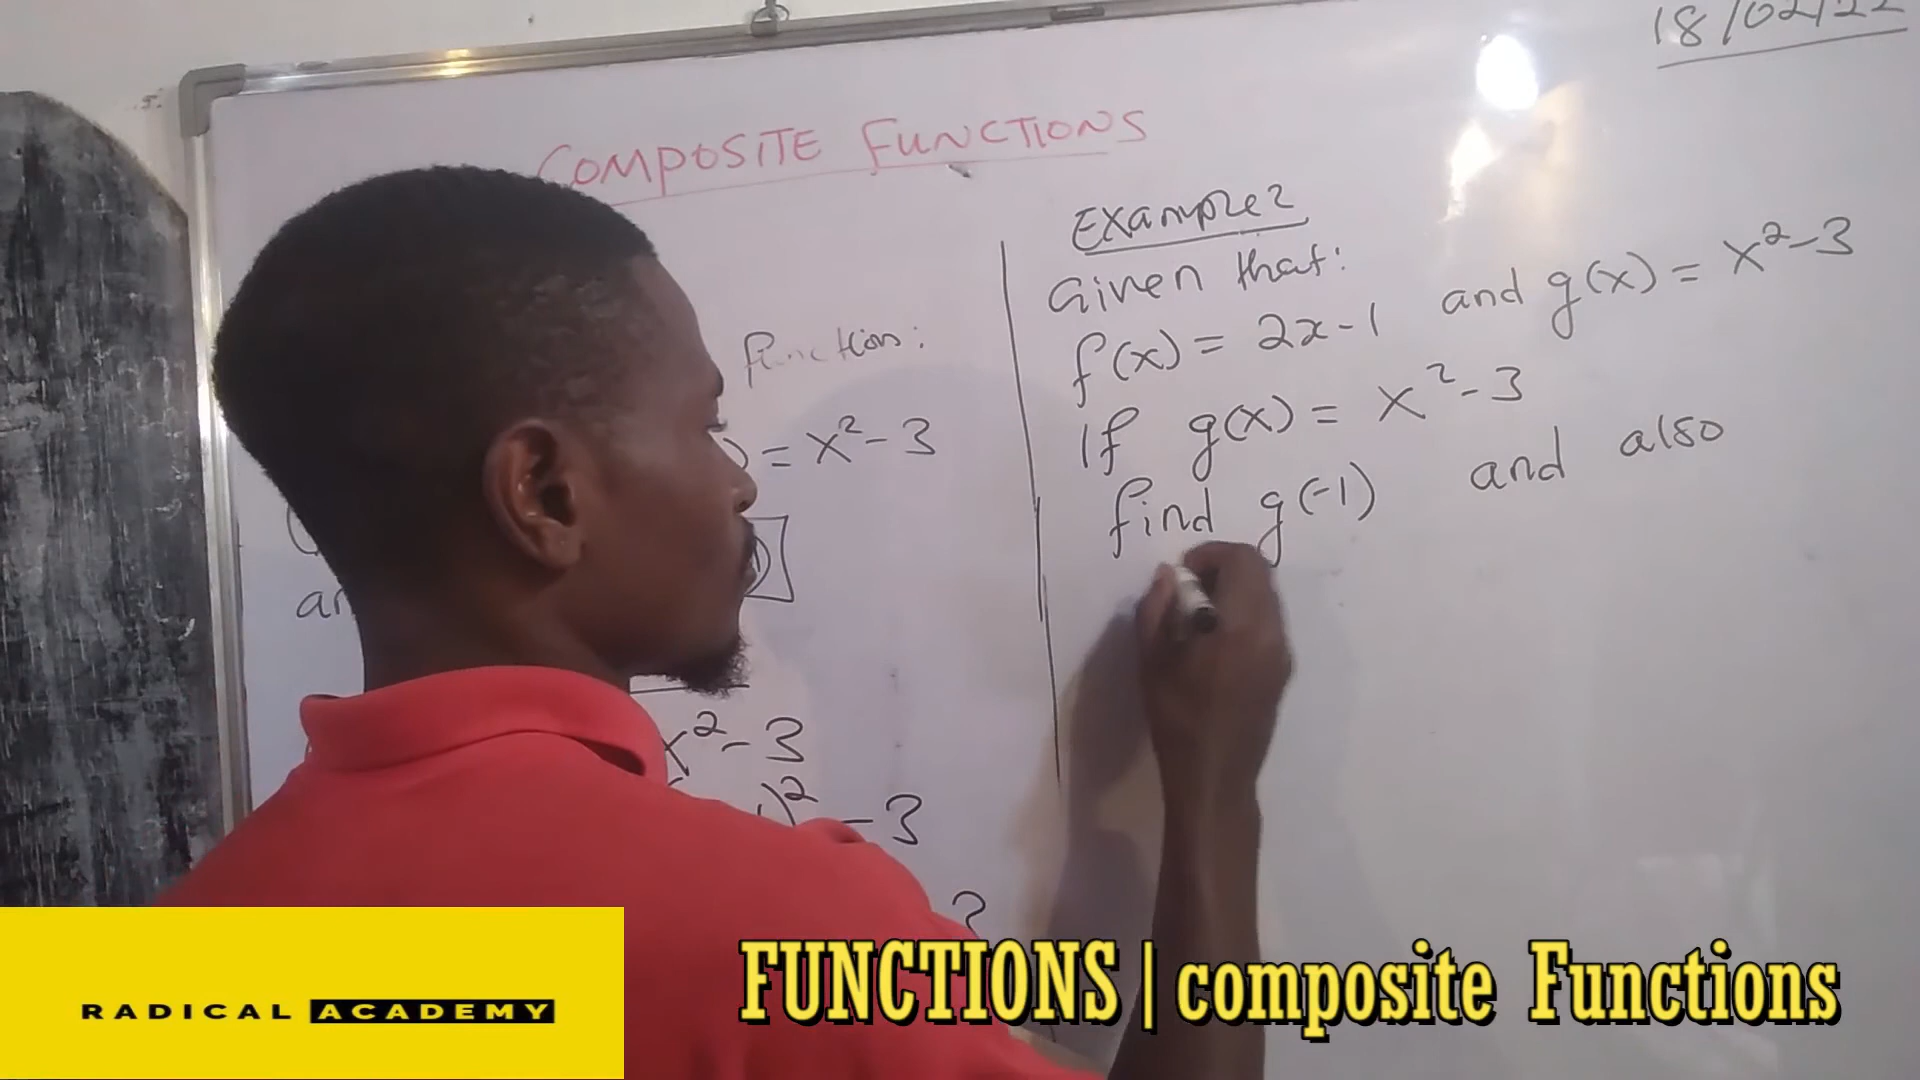 18/02/22
COMPOSITE FUNCTIONS
function:
= x² - 3
x² - 3
)² - 3
Example 2
Given that:
f(x) = 2x - 1 and g(x) = x² - 3
If g(x) = x² - 3
find g(-1) and also
RADICAL ACADEMY
FUNCTIONS | composite Functions